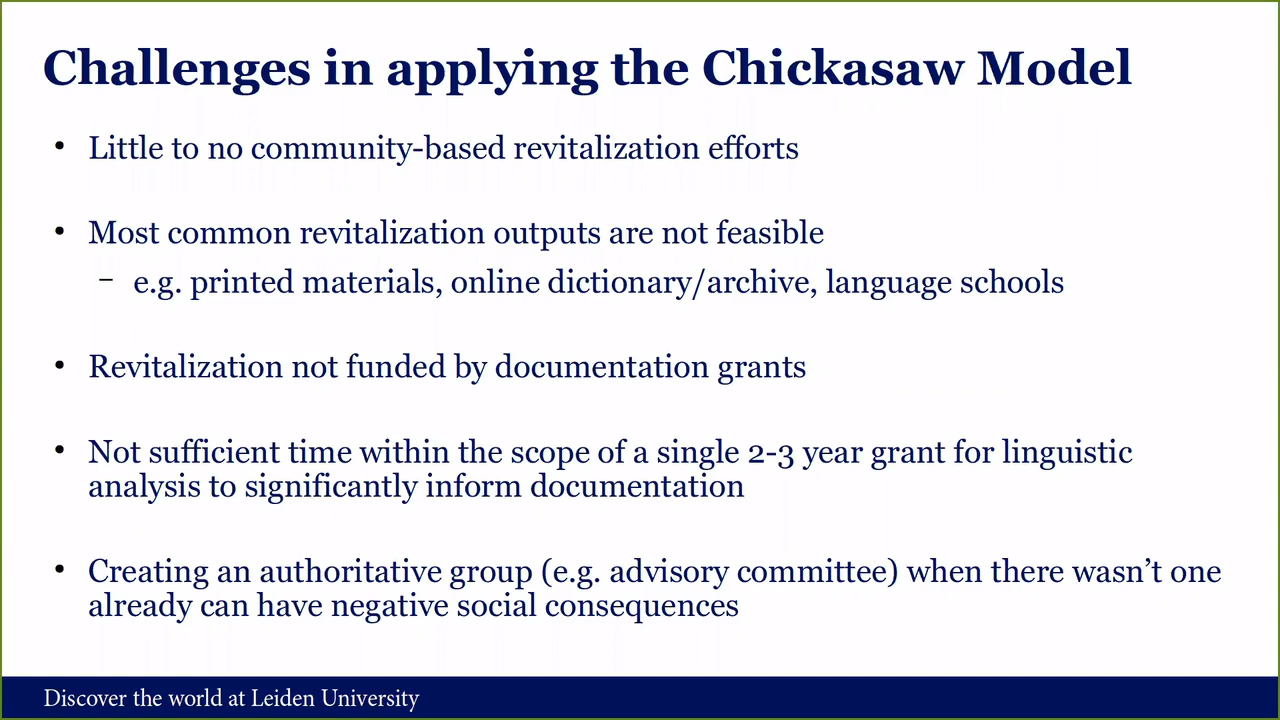 Challenges in applying the Chickasaw Model
• Little to no community-based revitalization efforts
• Most common revitalization outputs are not feasible
– e.g. printed materials, online dictionary/archive, language schools
• Revitalization not funded by documentation grants
• Not sufficient time within the scope of a single 2-3 year grant for linguistic
analysis to significantly inform documentation
• Creating an authoritative group (e.g. advisory committee) when there wasn’t one
already can have negative social consequences
Discover the world at Leiden University